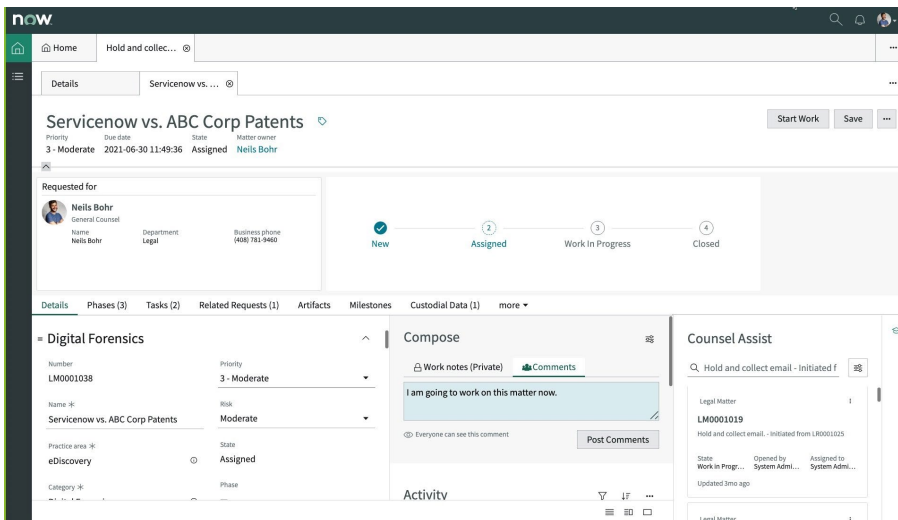 now.
Home
Hold and collec...
Details
Servicenow vs. ...
Servicenow vs. ABC Corp Patents
Start Work
Save
Priority
Due date
State
Matter owner
3 - Moderate
2021-06-30 11:49:36
Assigned
Neils Bohr
Requested for
Neils Bohr
General Counsel
Name
Department
Business phone
Neils Bohr
Legal
(408) 781-9460
2
3
4
New
Assigned
Work In Progress
Closed
Details
Phases (3)
Tasks (2)
Related Requests (1)
Artifacts
Milestones
Custodial Data (1)
more
Digital Forensics
Number
Priority
LM0001038
3 - Moderate
Name
Risk
Servicenow vs. ABC Corp Patents
Moderate
Practice area
State
eDiscovery
Assigned
Category
Phase
Compose
Work notes (Private)
Comments
I am going to work on this matter now.
Everyone can see this comment
Post Comments
Activity
Counsel Assist
Hold and collect email - Initiated f
Legal Matter
LM0001019
Hold and collect email. - Initiated from LR0001025
State
Opened by
Assigned to
Work in Progr...
System Admi...
System Admi...
Updated 3mo ago
Legal Matter